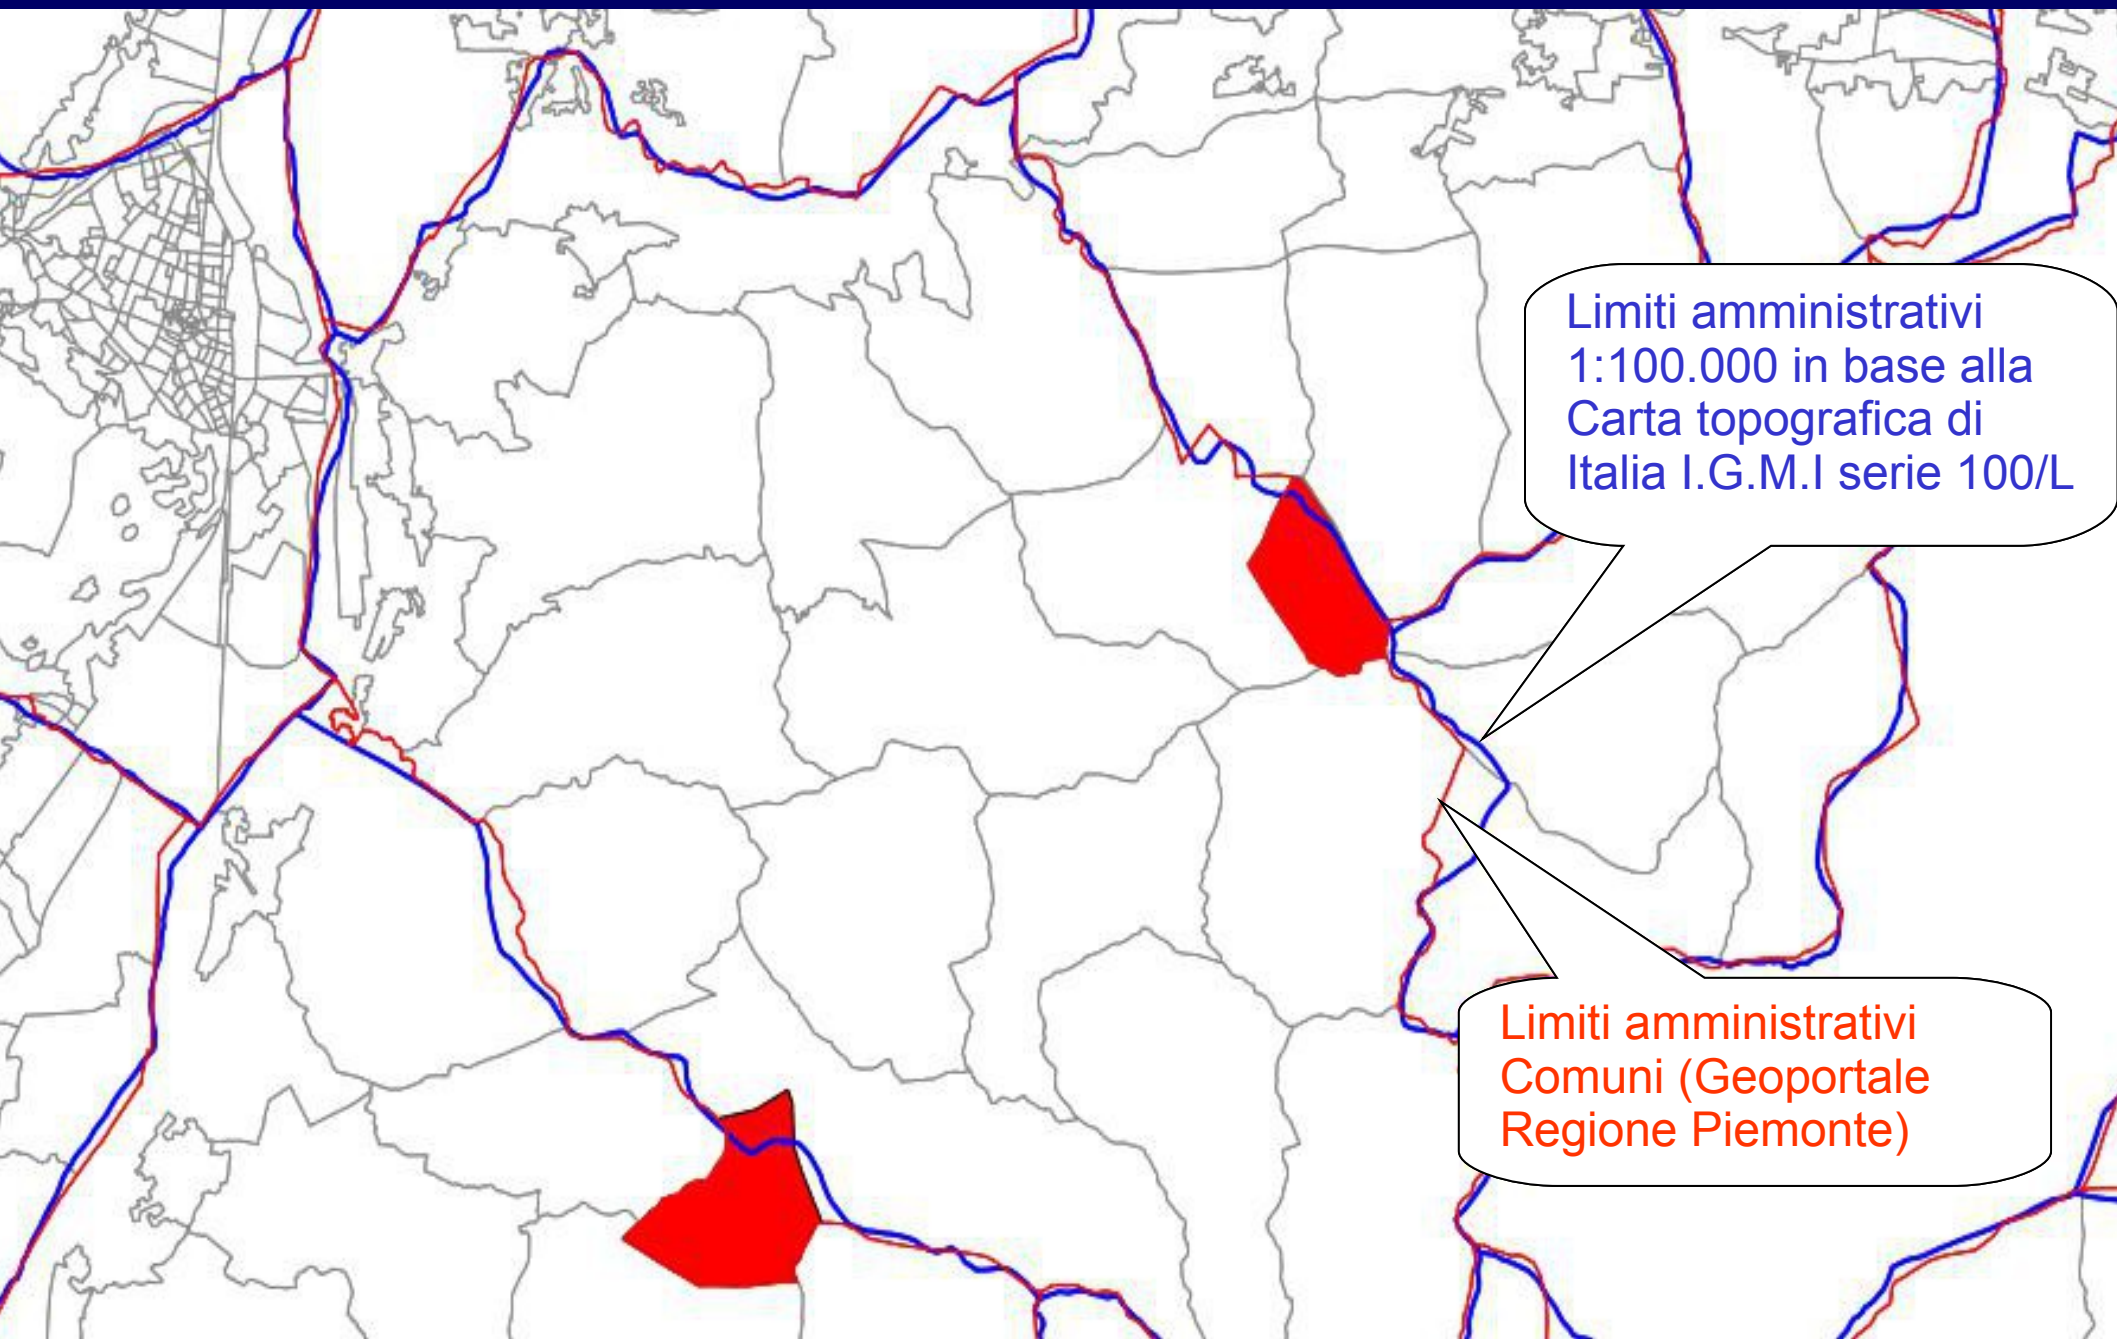 Limiti amministrativi
1:100.000 in base alla
Carta topografica di
Italia I.G.M.I serie 100/L
Limiti amministrativi
Comuni (Geoportale
Regione Piemonte)